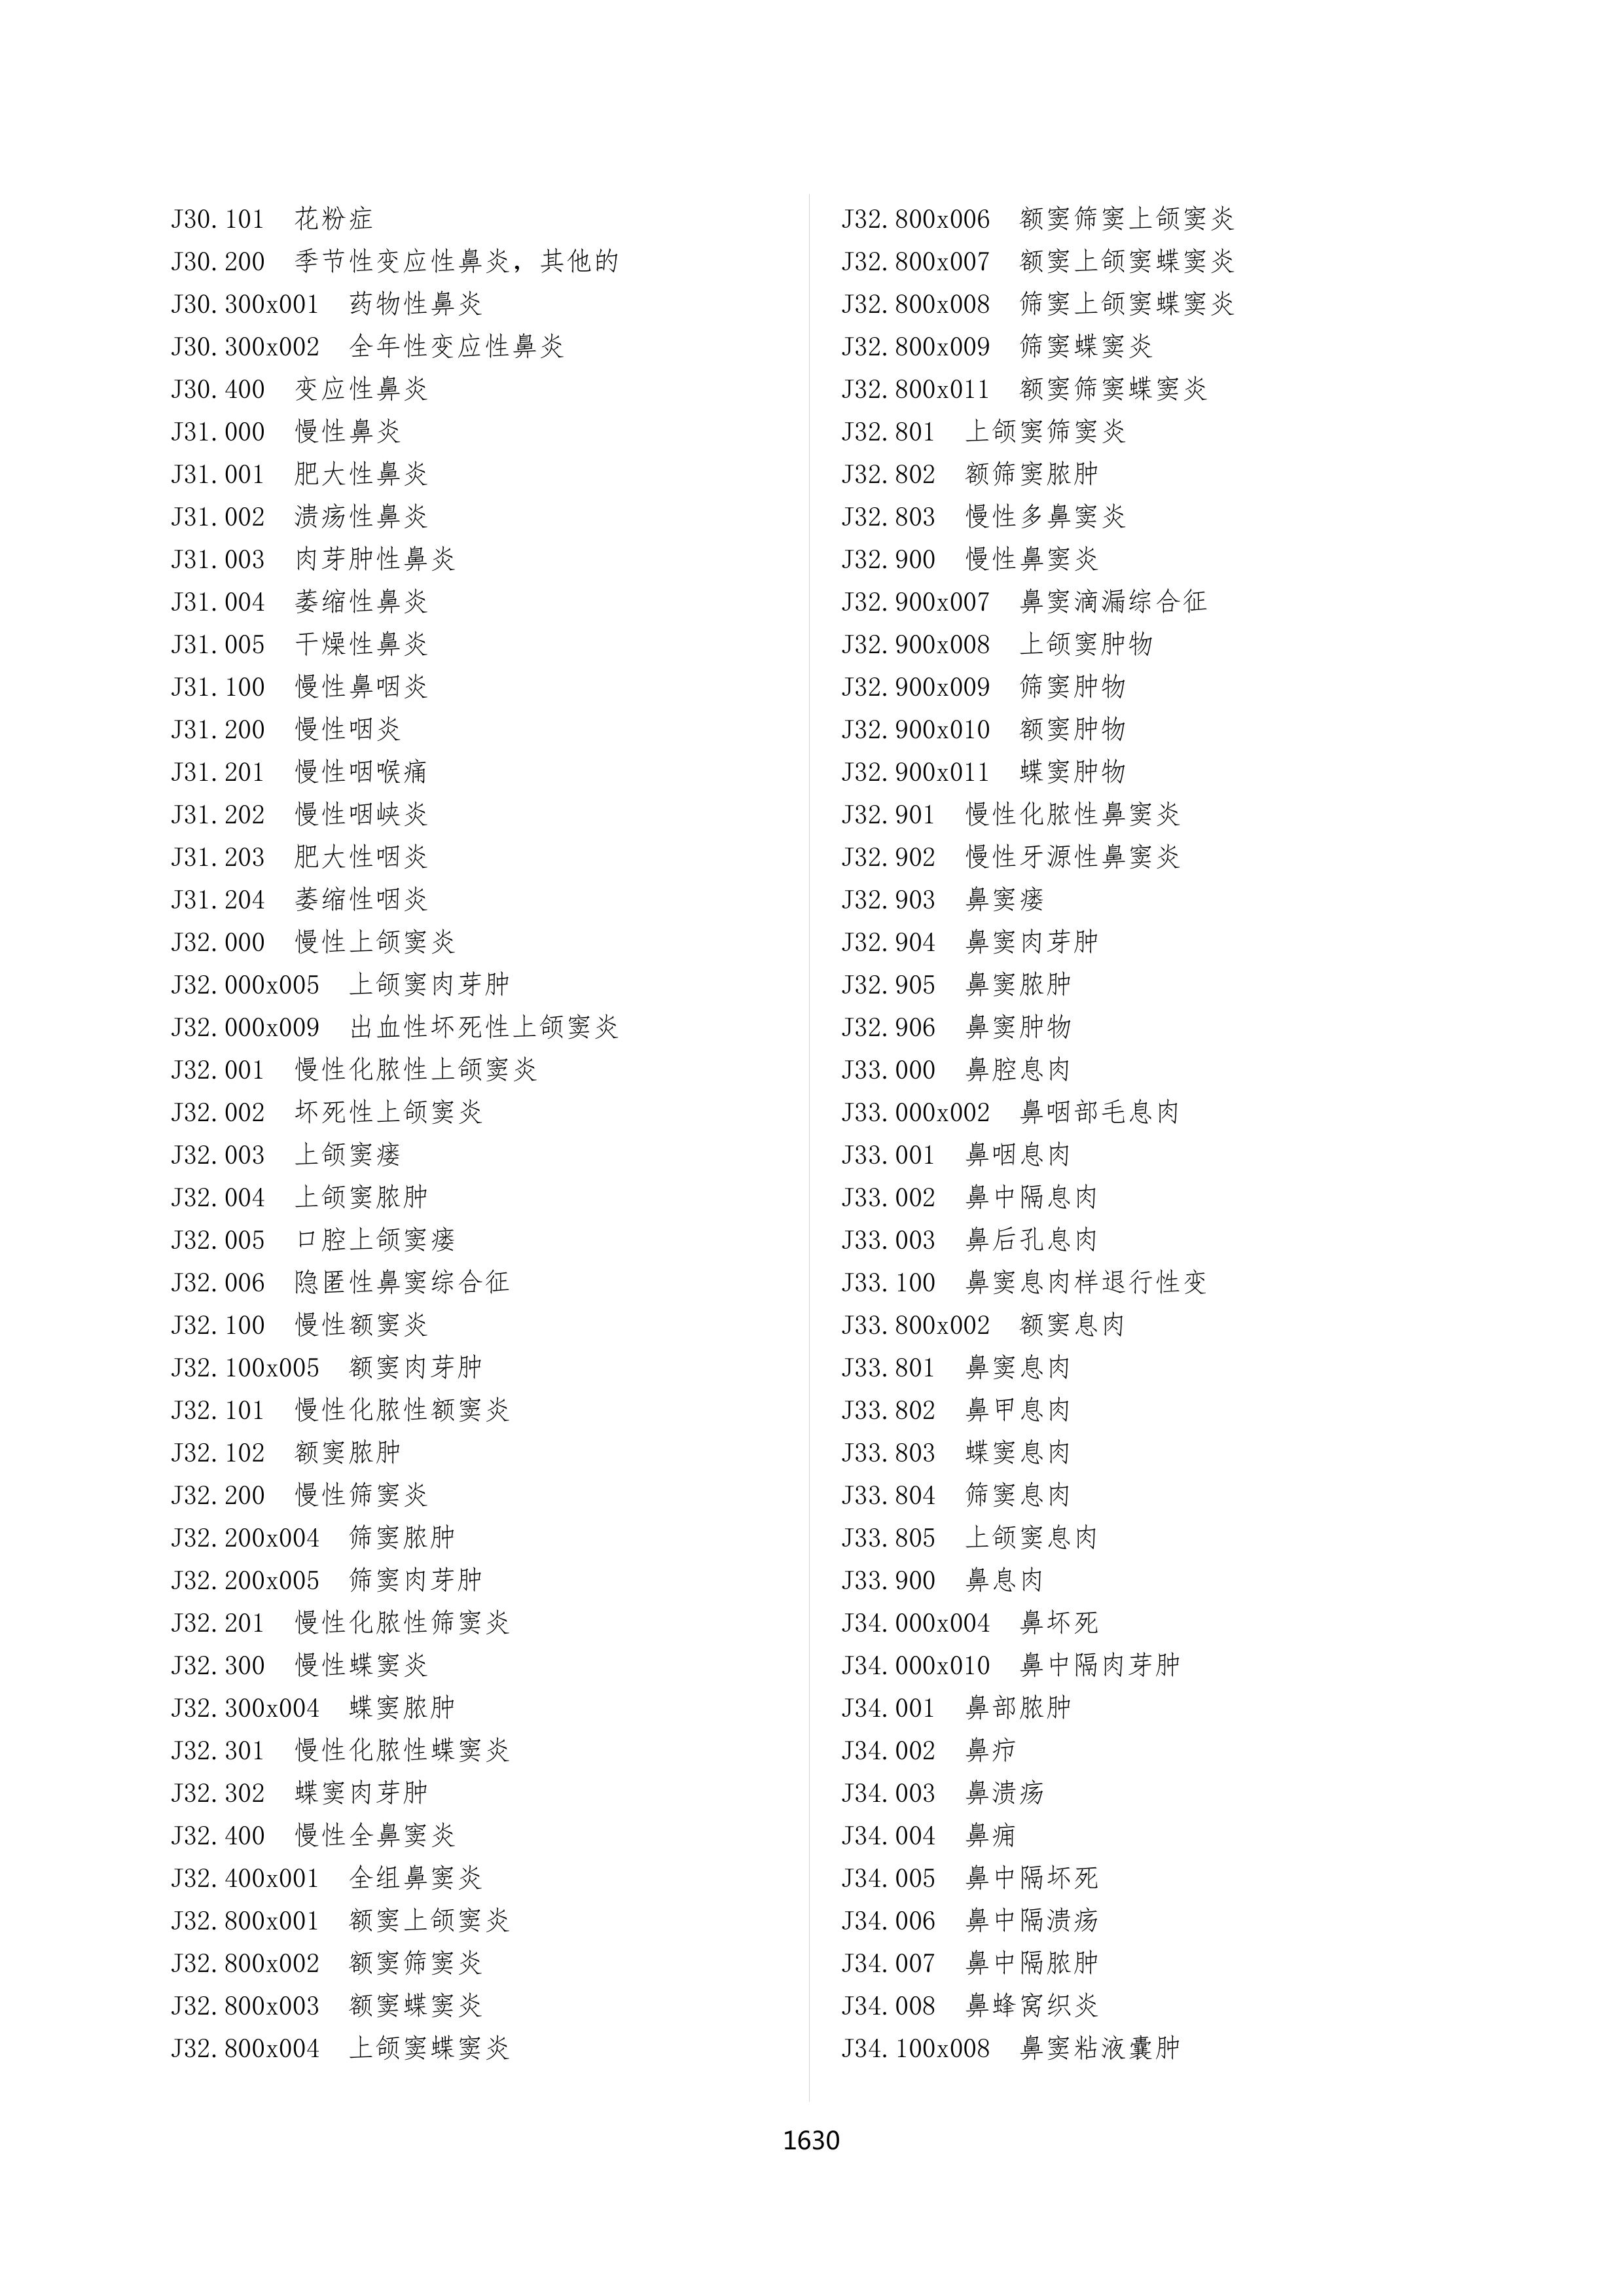 J30.101 花粉症
J30.200 季节性变应性鼻炎，其他的
J30.300x001 药物性鼻炎
J30.300x002 全年性变应性鼻炎
J30.400 变应性鼻炎
J31.000 慢性鼻炎
J31.001 肥大性鼻炎
J31.002 溃疡性鼻炎
J31.003 肉芽肿性鼻炎
J31.004 萎缩性鼻炎
J31.005 干燥性鼻炎
J31.100 慢性鼻咽炎
J31.200 慢性咽炎
J31.201 慢性咽喉痛
J31.202 慢性咽峡炎
J31.203 肥大性咽炎
J31.204 萎缩性咽炎
J32.000 慢性上颌窦炎
J32.000x005 上颌窦肉芽肿
J32.000x009 出血性坏死性上颌窦炎
J32.001 慢性化脓性上颌窦炎
J32.002 坏死性上颌窦炎
J32.003 上颌窦瘘
J32.004 上颌窦脓肿
J32.005 口腔上颌窦瘘
J32.006 隐匿性鼻窦综合征
J32.100 慢性额窦炎
J32.100x005 额窦肉芽肿
J32.101 慢性化脓性额窦炎
J32.102 额窦脓肿
J32.200 慢性筛窦炎
J32.200x004 筛窦脓肿
J32.200x005 筛窦肉芽肿
J32.201 慢性化脓性筛窦炎
J32.300 慢性蝶窦炎
J32.300x004 蝶窦脓肿
J32.301 慢性化脓性蝶窦炎
J32.302 蝶窦肉芽肿
J32.400 慢性全鼻窦炎
J32.400x001 全组鼻窦炎
J32.800x001 额窦上颌窦炎
J32.800x002 额窦筛窦炎
J32.800x003 额窦蝶窦炎
J32.800x004 上颌窦蝶窦炎
J32.800x006 额窦筛窦上颌窦炎
J32.800x007 额窦上颌窦蝶窦炎
J32.800x008 筛窦上颌窦蝶窦炎
J32.800x009 筛窦蝶窦炎
J32.800x011 额窦筛窦蝶窦炎
J32.801 上颌窦筛窦炎
J32.802 额筛窦脓肿
J32.803 慢性多鼻窦炎
J32.900 慢性鼻窦炎
J32.900x007 鼻窦滴漏综合征
J32.900x008 上颌窦肿物
J32.900x009 筛窦肿物
J32.900x010 额窦肿物
J32.900x011 蝶窦肿物
J32.901 慢性化脓性鼻窦炎
J32.902 慢性牙源性鼻窦炎
J32.903 鼻窦瘘
J32.904 鼻窦肉芽肿
J32.905 鼻窦脓肿
J32.906 鼻窦肿物
J33.000 鼻腔息肉
J33.000x002 鼻咽部毛息肉
J33.001 鼻咽息肉
J33.002 鼻中隔息肉
J33.003 鼻后孔息肉
J33.100 鼻窦息肉样退行性变
J33.800x002 额窦息肉
J33.801 鼻窦息肉
J33.802 鼻甲息肉
J33.803 蝶窦息肉
J33.804 筛窦息肉
J33.805 上颌窦息肉
J33.900 鼻息肉
J34.000x004 鼻坏死
J34.000x010 鼻中隔肉芽肿
J34.001 鼻部脓肿
J34.002 鼻疖
J34.003 鼻溃疡
J34.004 鼻痈
J34.005 鼻中隔坏死
J34.006 鼻中隔溃疡
J34.007 鼻中隔脓肿
J34.008 鼻蜂窝织炎
J34.100x008 鼻窦粘液囊肿
1630